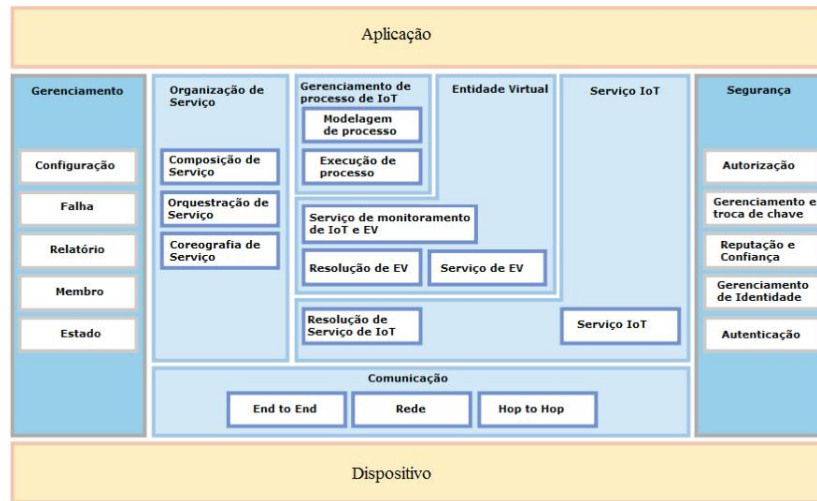 Aplicação
Gerenciamento
Configuração
Falha
Relatório
Membro
Estado
Organização de
Serviço
Composição de
Serviço
Orquestração de
Serviço
Coreografia de
Serviço
Gerenciamento de
processo de IoT
Modelagem
de processo
Execução de
processo
Entidade Virtual
Serviço de monitoramento
de IoT e EV
Resolução de EV
Serviço de EV
Serviço IoT
Resolução de
Serviço de IoT
Serviço IoT
Segurança
Autorização
Gerenciamento e
troca de chave
Reputação e
Confiança
Gerenciamento
de Identidade
Autenticação
Comunicação
End to End
Rede
Hop to Hop
Dispositivo